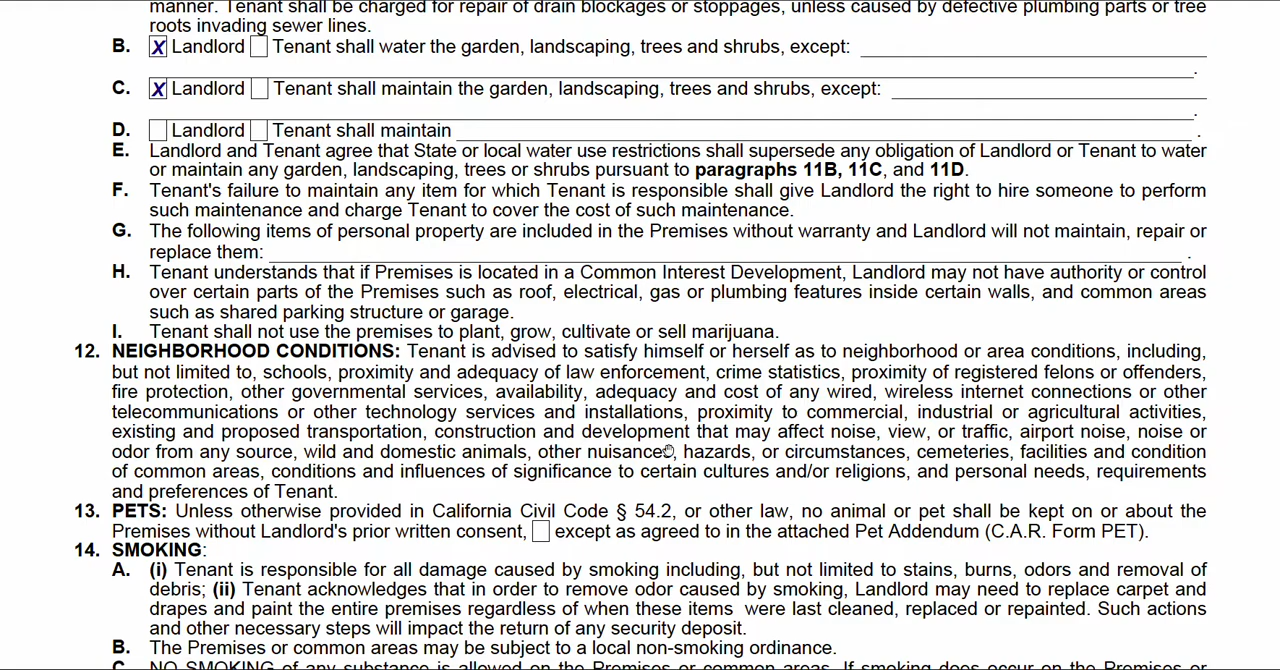 manner. Tenant shall be charged for repair of drain blockages or stoppages, unless caused by defective plumbing parts or tree
roots invading sewer lines.
B. X Landlord Tenant shall water the garden, landscaping, trees and shrubs, except:
.
C. X Landlord Tenant shall maintain the garden, landscaping, trees and shrubs, except:
.
D. Landlord Tenant shall maintain .
E. Landlord and Tenant agree that State or local water use restrictions shall supersede any obligation of Landlord or Tenant to water
or maintain any garden, landscaping, trees or shrubs pursuant to paragraphs 11B, 11C, and 11D.
F. Tenant's failure to maintain any item for which Tenant is responsible shall give Landlord the right to hire someone to perform
such maintenance and charge Tenant to cover the cost of such maintenance.
G. The following items of personal property are included in the Premises without warranty and Landlord will not maintain, repair or
replace them: .
H. Tenant understands that if Premises is located in a Common Interest Development, Landlord may not have authority or control
over certain parts of the Premises such as roof, electrical, gas or plumbing features inside certain walls, and common areas
such as shared parking structure or garage.
I. Tenant shall not use the premises to plant, grow, cultivate or sell marijuana.
12. NEIGHBORHOOD CONDITIONS: Tenant is advised to satisfy himself or herself as to neighborhood or area conditions, including,
but not limited to, schools, proximity and adequacy of law enforcement, crime statistics, proximity of registered felons or offenders,
fire protection, other governmental services, availability, adequacy and cost of any wired, wireless internet connections or other
telecommunications or other technology services and installations, proximity to commercial, industrial or agricultural activities,
existing and proposed transportation, construction and development that may affect noise, view, or traffic, airport noise, noise or
odor from any source, wild and domestic animals, other nuisances, hazards, or circumstances, cemeteries, facilities and condition
of common areas, conditions and influences of significance to certain cultures and/or religions, and personal needs, requirements
and preferences of Tenant.
13. PETS: Unless otherwise provided in California Civil Code § 54.2, or other law, no animal or pet shall be kept on or about the
Premises without Landlord's prior written consent, except as agreed to in the attached Pet Addendum (C.A.R. Form PET).
14. SMOKING:
A. (i) Tenant is responsible for all damage caused by smoking including, but not limited to stains, burns, odors and removal of
debris; (ii) Tenant acknowledges that in order to remove odor caused by smoking, Landlord may need to replace carpet and
drapes and paint the entire premises regardless of when these items were last cleaned, replaced or repainted. Such actions
and other necessary steps will impact the return of any security deposit.
B. The Premises or common areas may be subject to a local non-smoking ordinance.
C. NO SMOKING of any substance is allowed on the Premises or common areas. If smoking does occur on the Premises or